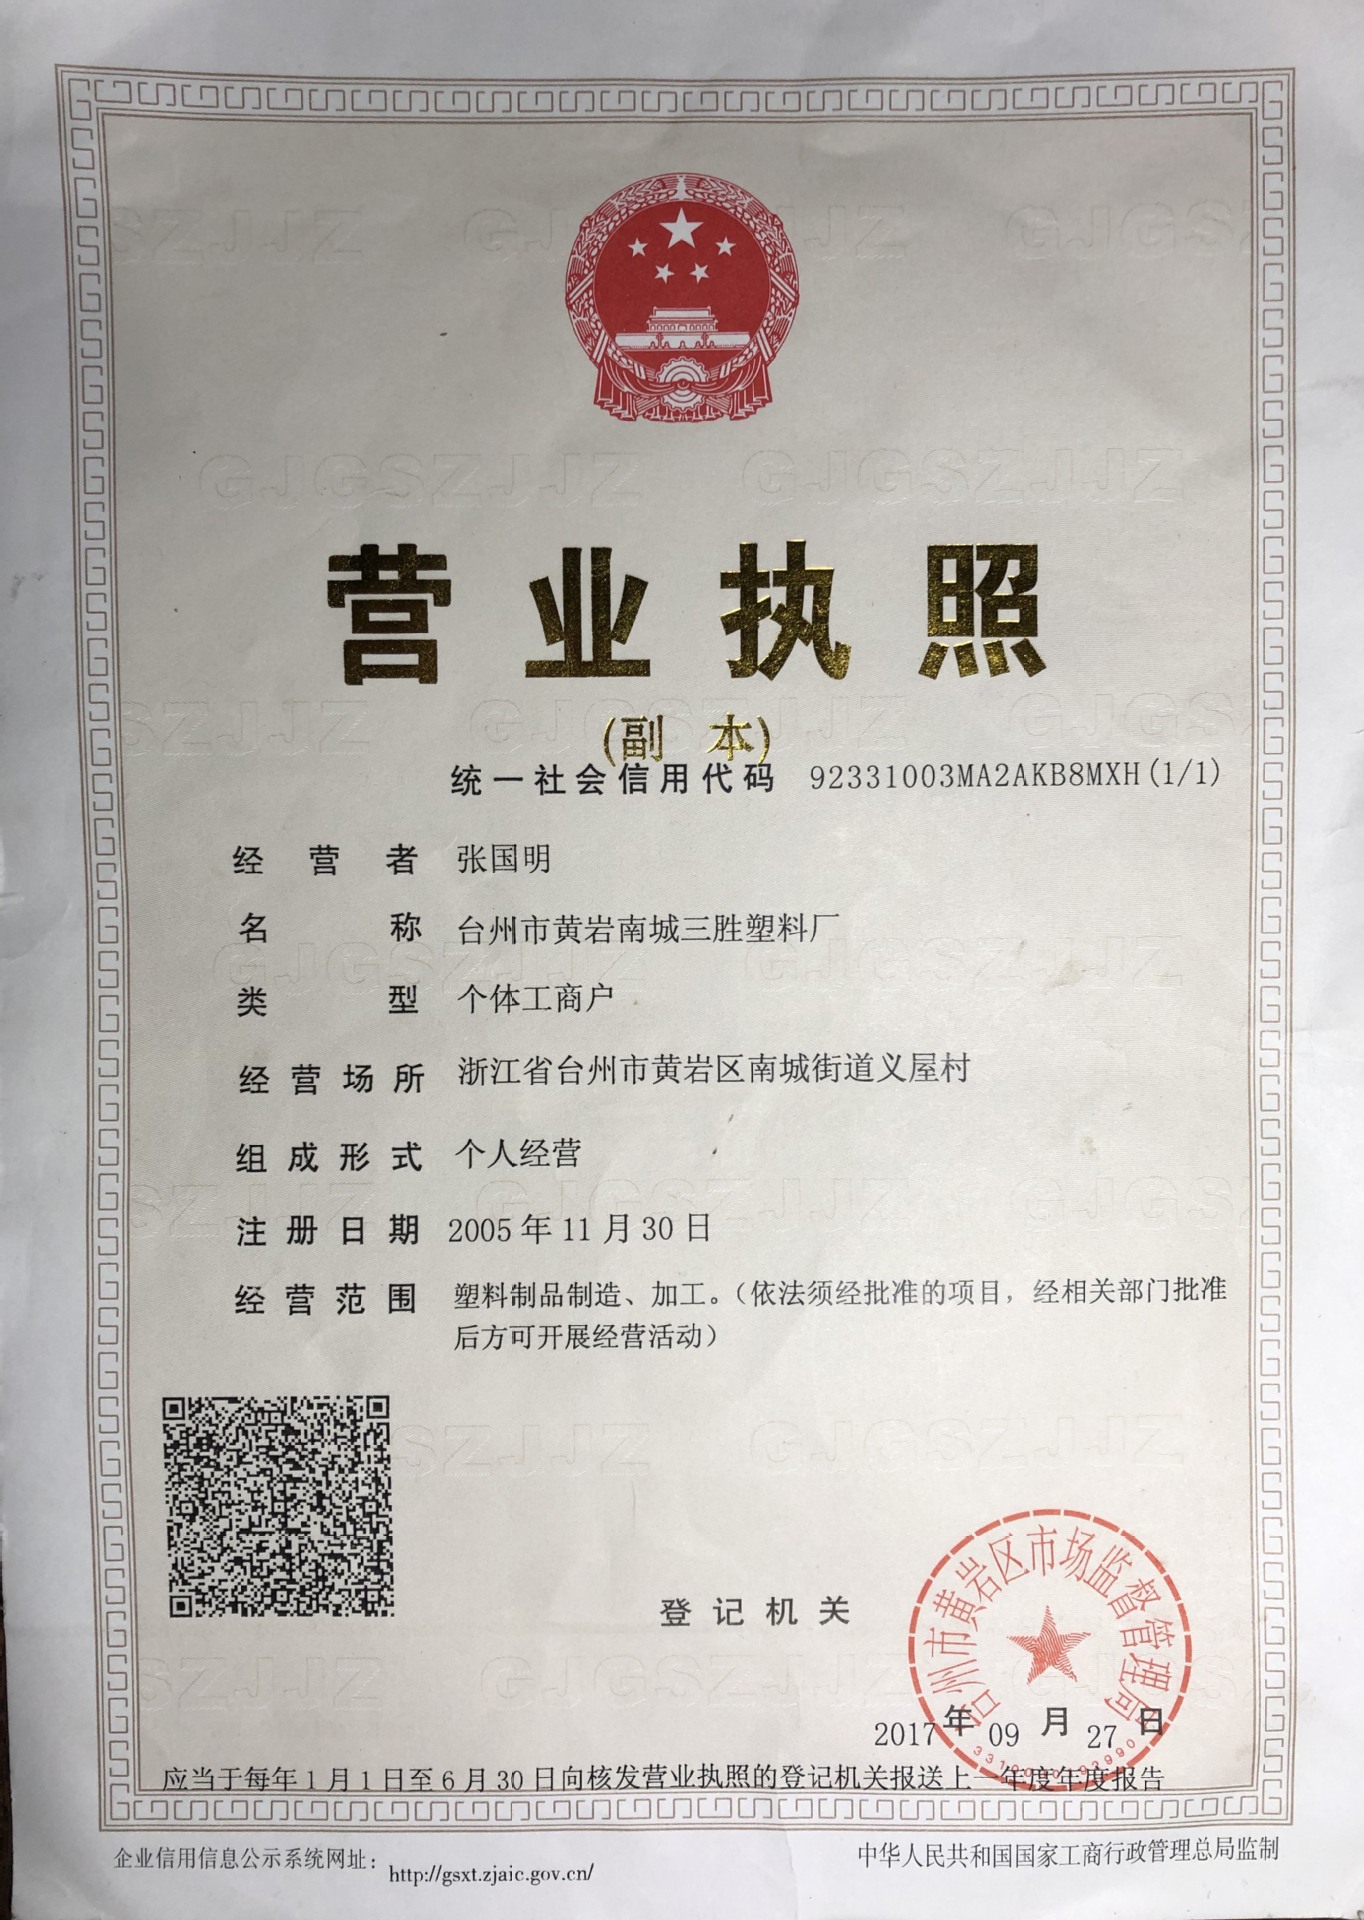 营业执照
(副 本)
统一社会信用代码 92331003MA2AKB8MXH(1/1)
经营者 张国明
名称 台州市黄岩南城三胜塑料厂
类型 个体工商户
经营场所 浙江省台州市黄岩区南城街道义屋村
组成形式 个人经营
注册日期 2005年11月30日
经营范围 塑料制品制造、加工。（依法须经批准的项目，经相关部门批准
后方可开展经营活动）
登记机关
台州市黄岩区市场监督管理局
2017年09月27日
应当于每年1月1日至6月30日向核发营业执照的登记机关报送上一年度年度报告
企业信用信息公示系统网址： http://gsxt.zjaic.gov.cn/
中华人民共和国国家工商行政管理总局监制